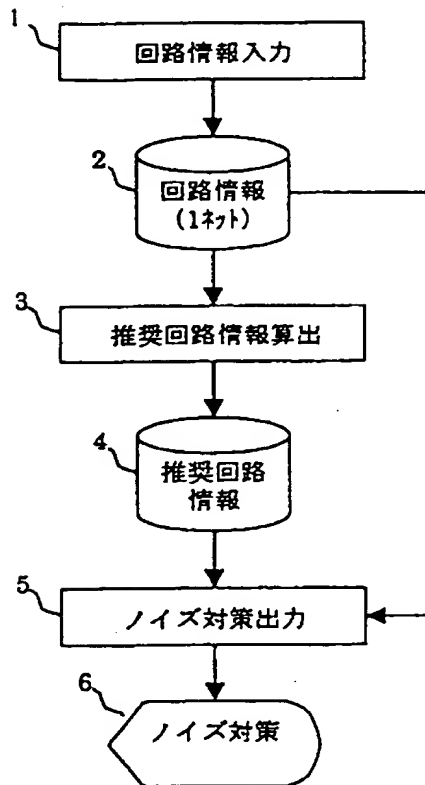 1
回路情報入力
2
回路情報
(1ネット)
3
推奨回路情報算出
4
推奨回路
情報
5
ノイズ対策出力
6
ノイズ対策